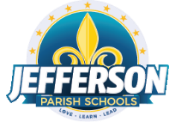 JEFFERSON
PARISH SCHOOLS
LOVE • LEARN • LEAD